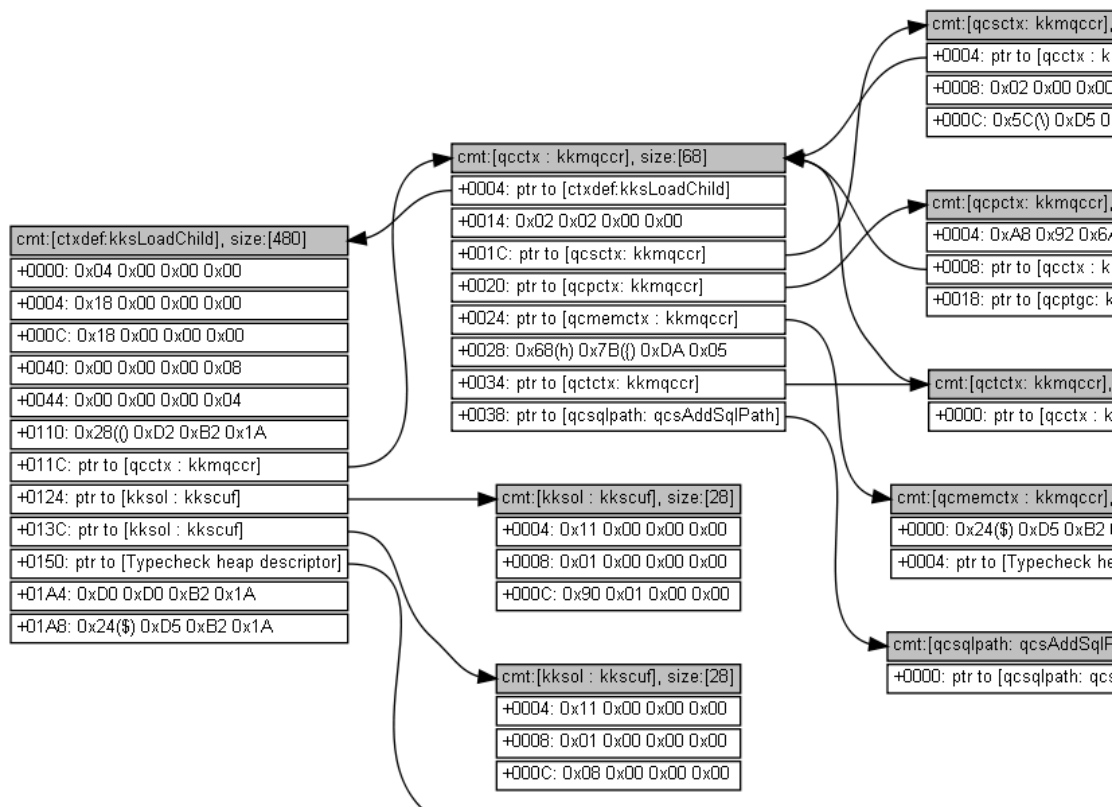 cmt:[ctxdef:kksLoadChild], size:[480]
+0000: 0x04 0x00 0x00 0x00
+0004: 0x18 0x00 0x00 0x00
+000C: 0x18 0x00 0x00 0x00
+0040: 0x00 0x00 0x00 0x08
+0044: 0x00 0x00 0x00 0x04
+0110: 0x28(() 0xD2 0xB2 0x1A
+011C: ptr to [qcctx : kkmqccr]
+0124: ptr to [kksol : kkscuf]
+013C: ptr to [kksol : kkscuf]
+0150: ptr to [Typecheck heap descriptor]
+01A4: 0xD0 0xD0 0xB2 0x1A
+01A8: 0x24($) 0xD5 0xB2 0x1A
cmt:[qcctx : kkmqccr], size:[68]
+0004: ptr to [ctxdef:kksLoadChild]
+0014: 0x02 0x02 0x00 0x00
+001C: ptr to [qcsctx: kkmqccr]
+0020: ptr to [qcpctx: kkmqccr]
+0024: ptr to [qcmemctx : kkmqccr]
+0028: 0x68(h) 0x7B({) 0xDA 0x05
+0034: ptr to [qctctx: kkmqccr]
+0038: ptr to [qcsqlpath: qcsAddSqlPath]
cmt:[kksol : kkscuf], size:[28]
+0004: 0x11 0x00 0x00 0x00
+0008: 0x01 0x00 0x00 0x00
+000C: 0x90 0x01 0x00 0x00
cmt:[kksol : kkscuf], size:[28]
+0004: 0x11 0x00 0x00 0x00
+0008: 0x01 0x00 0x00 0x00
+000C: 0x08 0x00 0x00 0x00
cmt:[qcsctx: kkmqccr],
+0004: ptr to [qcctx : k
+0008: 0x02 0x00 0x00
+000C: 0x5C(\) 0xD5 0
cmt:[qcpctx: kkmqccr],
+0004: 0xA8 0x92 0x6A
+0008: ptr to [qcctx : k
+0018: ptr to [qcptgc: k
cmt:[qctctx: kkmqccr],
+0000: ptr to [qcctx : k
cmt:[qcmemctx : kkmqccr],
+0000: 0x24($) 0xD5 0xB2
+0004: ptr to [Typecheck he
cmt:[qcsqlpath: qcsAddSqlP
+0000: ptr to [qcsqlpath: qcs